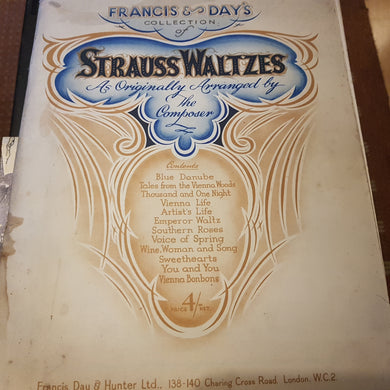 FRANCIS & DAY'S
COLLECTION
of
STRAUSS WALTZES
As Originally Arranged by
The
Composer
Contents
Blue Danube
Tales from the Vienna Woods
Thousand and One Night
Vienna Life
Artist's Life
Emperor Waltz
Southern Roses
Voice of Spring
Wine, Woman and Song
Sweethearts
You and You
Vienna Bonbons
PRICE 4/- NET.
Francis, Day & Hunter Ltd., 138-140 Charing Cross Road, London, W.C.2.